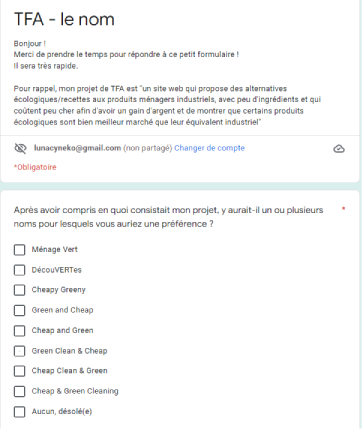 TFA - le nom
Bonjour !
Merci de prendre le temps pour répondre à ce petit formulaire !
Il sera très rapide.
Pour rappel, mon projet de TFA est "un site web qui propose des alternatives
écologiques/recettes aux produits ménagers industriels, avec peu d'ingrédients et qui
coûtent peu cher afin d'avoir un gain d'argent et de montrer que certains produits
écologiques sont bien meilleur marché que leur équivalent industriel"
lunacyneko@gmail.com (non partagé) Changer de compte
*Obligatoire
Après avoir compris en quoi consistait mon projet, y aurait-il un ou plusieurs *
noms pour lesquels vous auriez une préférence ?
Ménage Vert
DécouVERTes
Cheapy Greeny
Green and Cheap
Cheap and Green
Green Clean & Cheap
Cheap Clean & Green
Cheap & Green Cleaning
Aucun, désolé(e)